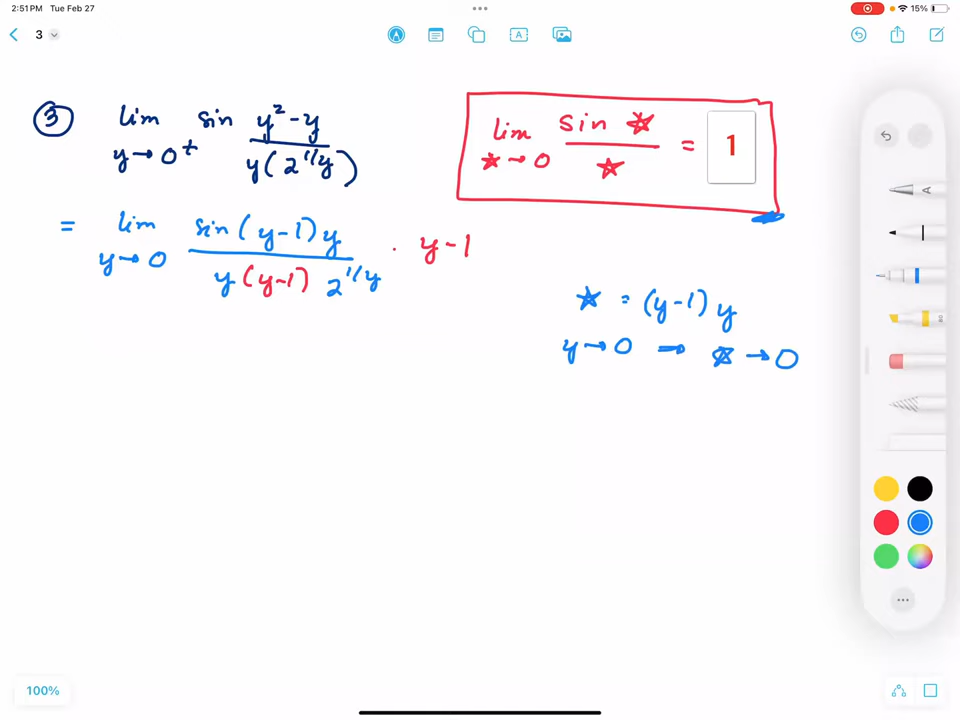 2:51 PM Tue Feb 27
15%
3
A
③ lim sin y² - y
y → 0⁺ y(2^1/y)
lim sin ☆
☆ → 0 ☆ = 1
= lim sin(y-1)y
y → 0 y(y-1) 2^1/y · y-1
☆ = (y-1) y
y → 0 ⇒ ☆ → 0
A
80
100%